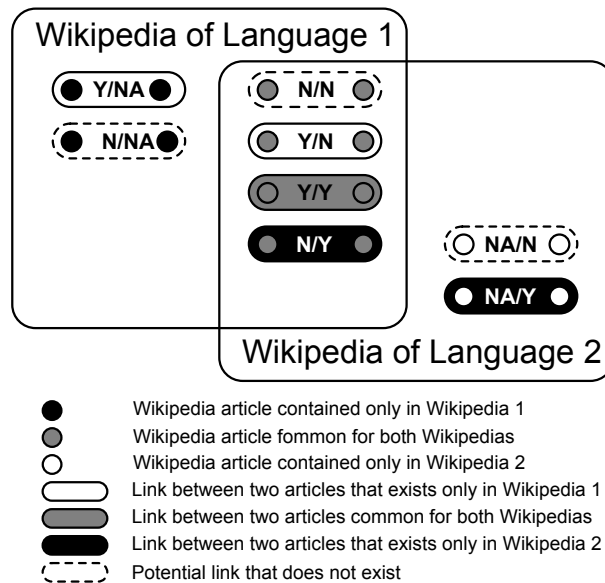 Wikipedia of Language 1
Y/NA
N/N
N/NA
Y/N
Y/Y
N/Y
NA/N
NA/Y
Wikipedia of Language 2
Wikipedia article contained only in Wikipedia 1
Wikipedia article fommon for both Wikipedias
Wikipedia article contained only in Wikipedia 2
Link between two articles that exists only in Wikipedia 1
Link between two articles common for both Wikipedias
Link between two articles that exists only in Wikipedia 2
Potential link that does not exist